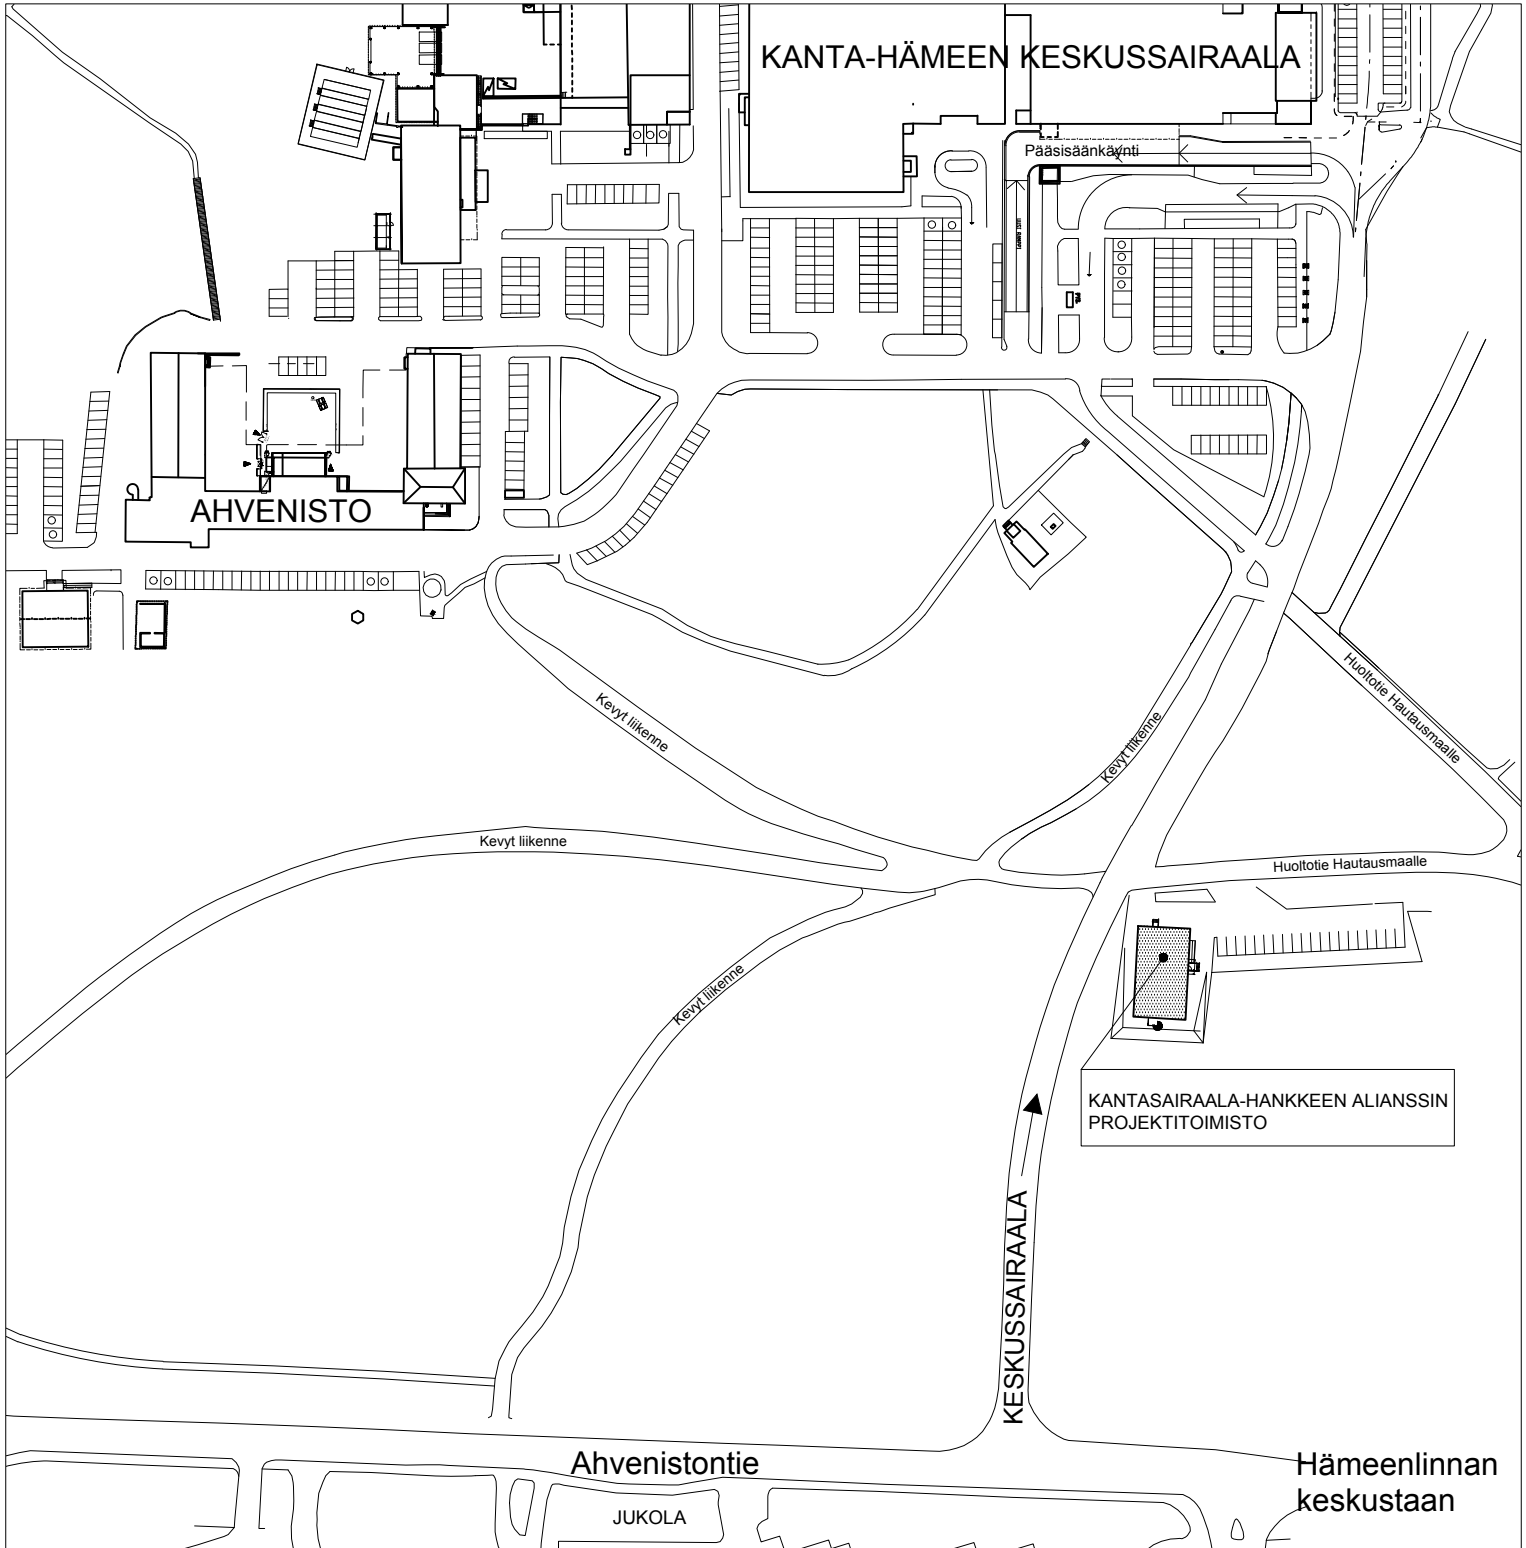 KANTA-HÄMEEN KESKUSSAIRAALA
Pääsisäänkäynti
AHVENISTO
Huoltotie Hautausmaalle
Kevyt liikenne
Kevyt liikenne
Kevyt liikenne
Huoltotie Hautausmaalle
Kevyt liikenne
KANTASAIRAALA-HANKKEEN ALIANSSIN
PROJEKTITOIMISTO
KESKUSSAIRAALA
Ahvenistontie
Hämeenlinnan
keskustaan
JUKOLA